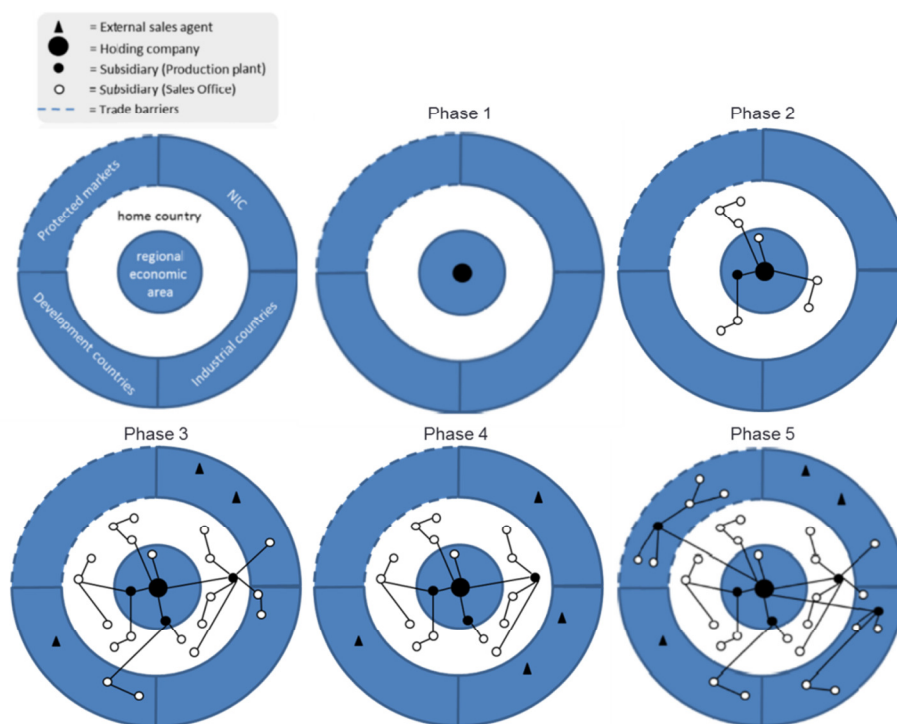 = External sales agent
= Holding company
= Subsidiary (Production plant)
= Subsidiary (Sales Office)
= Trade barriers
Phase 1
Phase 2
Protected markets
NIC
home country
regional
economic
area
Development countries
Industrial countries
Phase 3
Phase 4
Phase 5